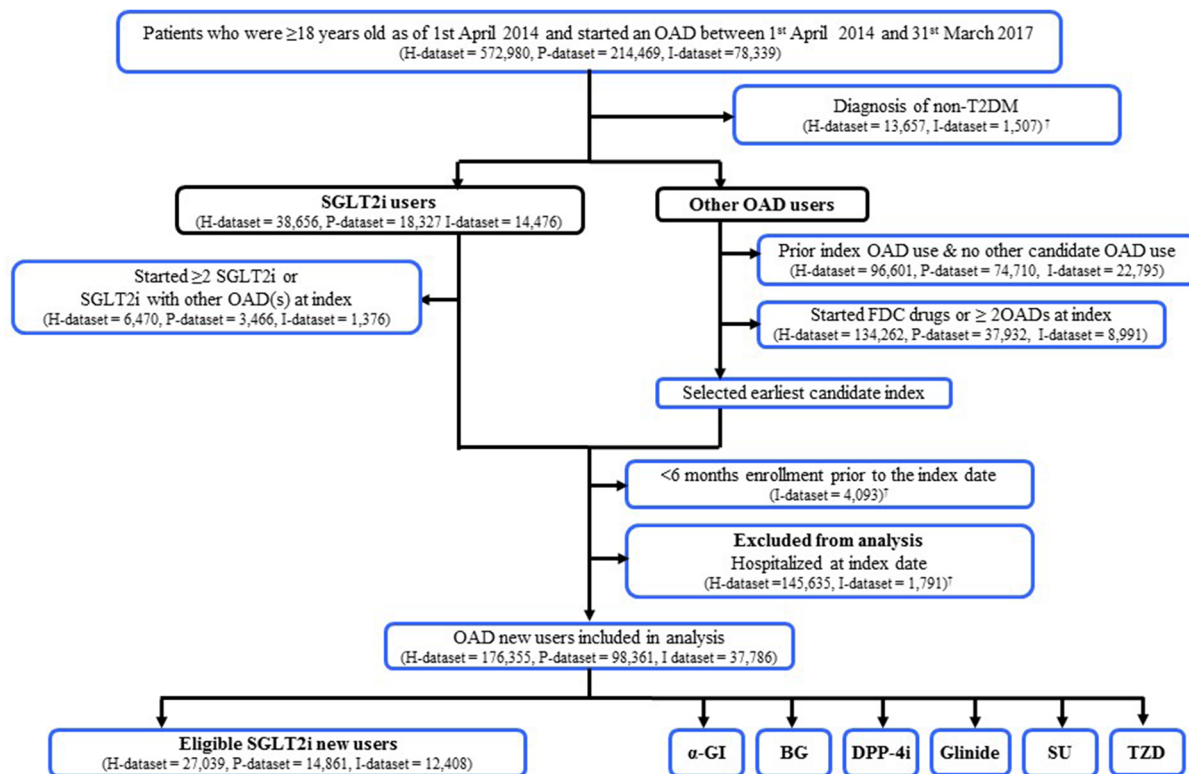 Patients who were ≥18 years old as of 1st April 2014 and started an OAD between 1st April 2014 and 31st March 2017
(H-dataset = 572,980, P-dataset = 214,469, I-dataset =78,339)
Diagnosis of non-T2DM
(H-dataset = 13,657, I-dataset = 1,507)†
SGLT2i users
(H-dataset = 38,656, P-dataset = 18,327 I-dataset = 14,476)
Other OAD users
Prior index OAD use & no other candidate OAD use
(H-dataset = 96,601, P-dataset = 74,710, I-dataset = 22,795)
Started ≥2 SGLT2i or
SGLT2i with other OAD(s) at index
(H-dataset = 6,470, P-dataset = 3,466, I-dataset = 1,376)
Started FDC drugs or ≥ 2OADs at index
(H-dataset = 134,262, P-dataset = 37,932, I-dataset = 8,991)
Selected earliest candidate index
<6 months enrollment prior to the index date
(I-dataset = 4,093)†
Excluded from analysis
Hospitalized at index date
(H-dataset =145,635, I-dataset = 1,791)†
OAD new users included in analysis
(H-dataset = 176,355, P-dataset = 98,361, I dataset = 37,786)
Eligible SGLT2i new users
(H-dataset = 27,039, P-dataset = 14,861, I-dataset = 12,408)
α-GI
BG
DPP-4i
Glinide
SU
TZD